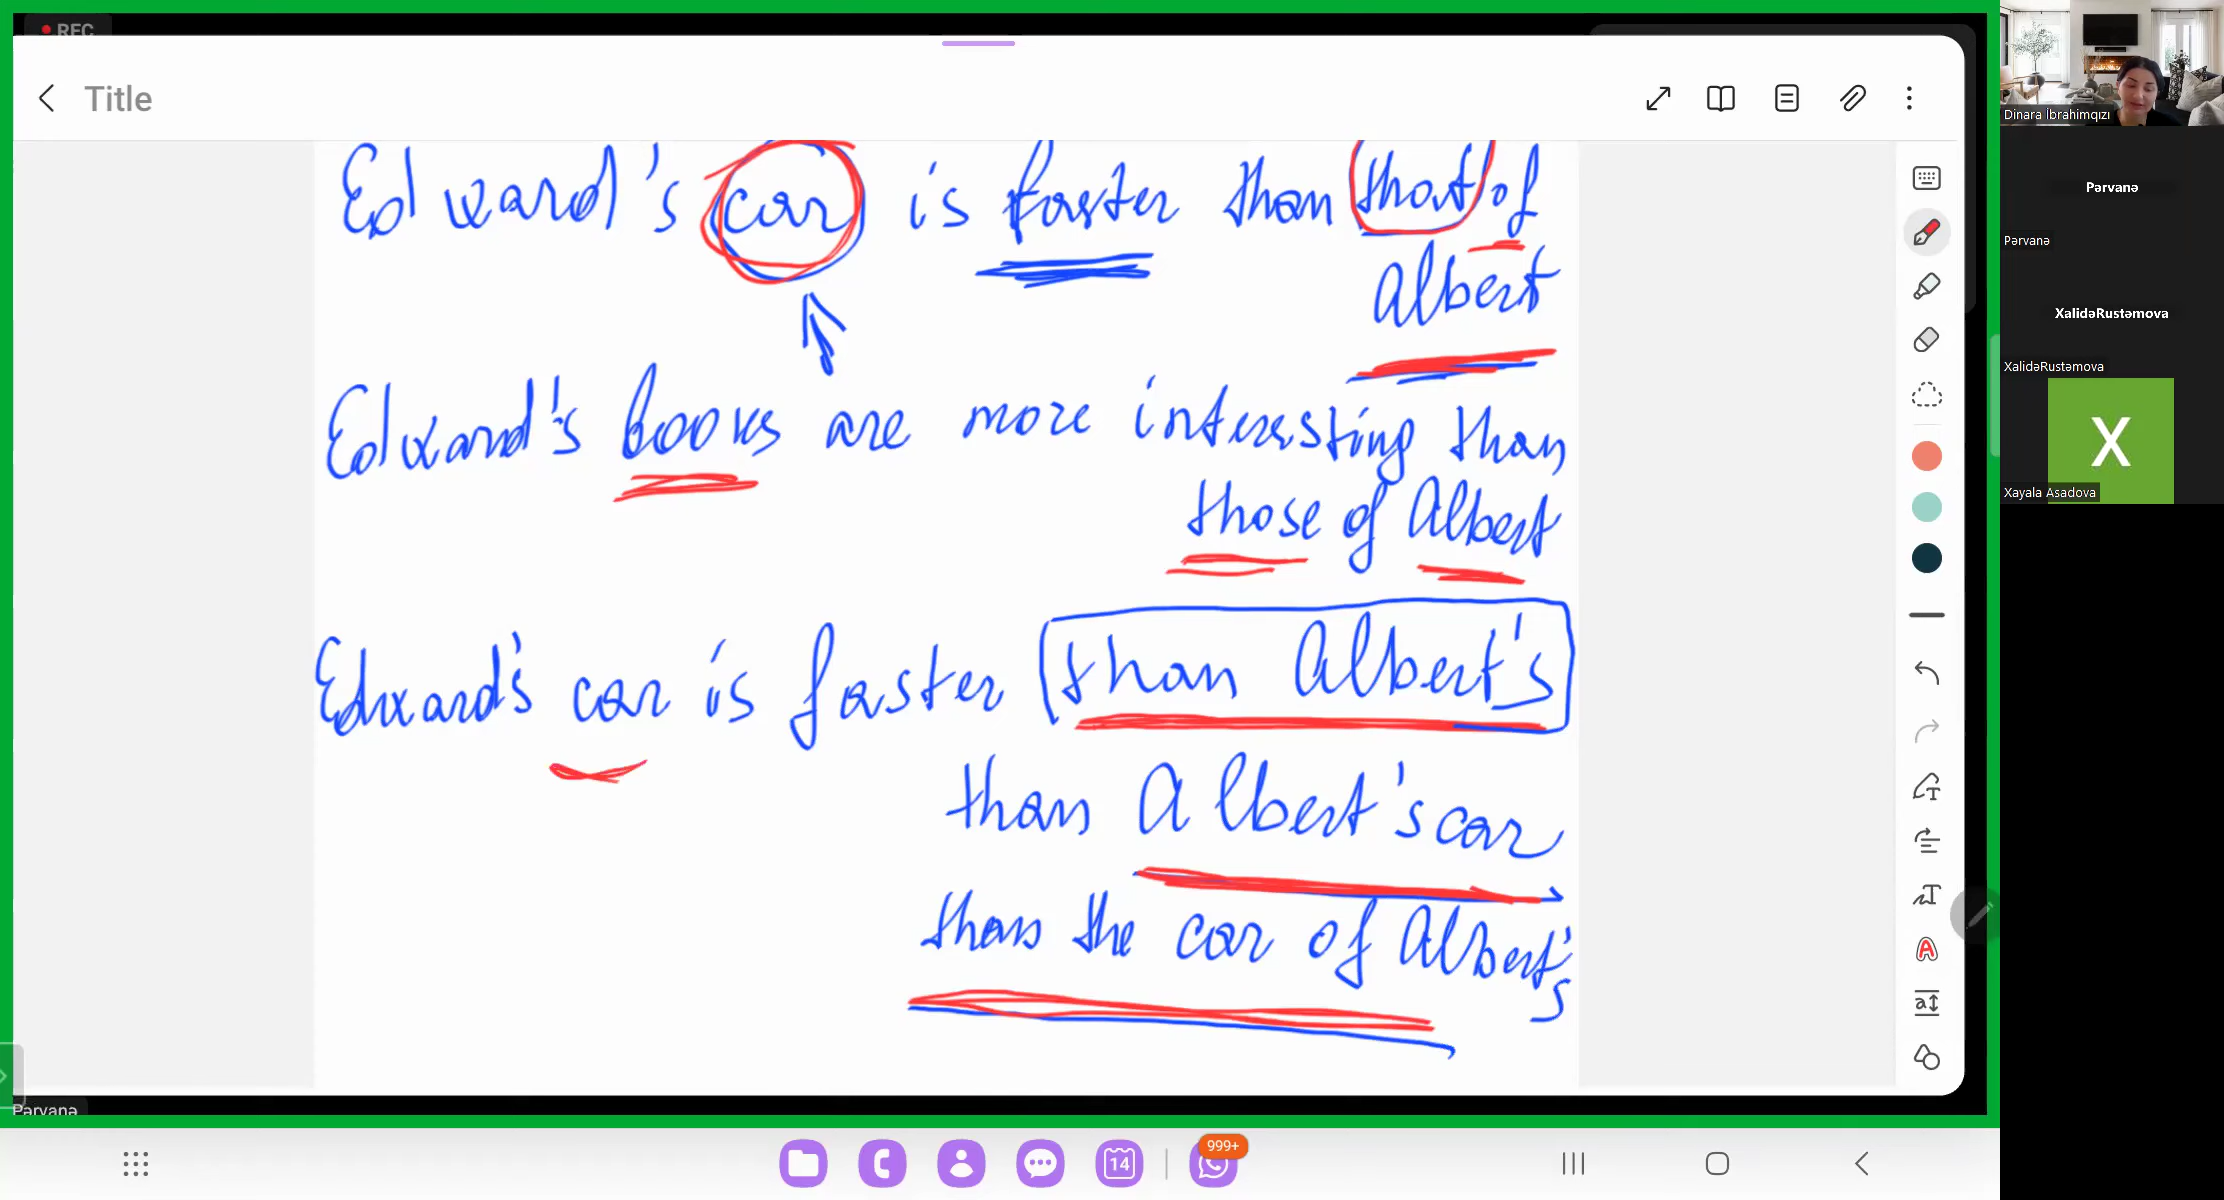 REC
Title
Edward's car is faster than that of
Albert
Edward's books are more interesting than
those of Albert
Edward's car is faster than Albert's
than Albert's car
than the car of Albert's
Pərvanə
999+
14
Dinara İbrahimqızı
Pərvanə
Pərvanə
XalidəRustəmova
XalidəRustəmova
X
Xayala Asadova